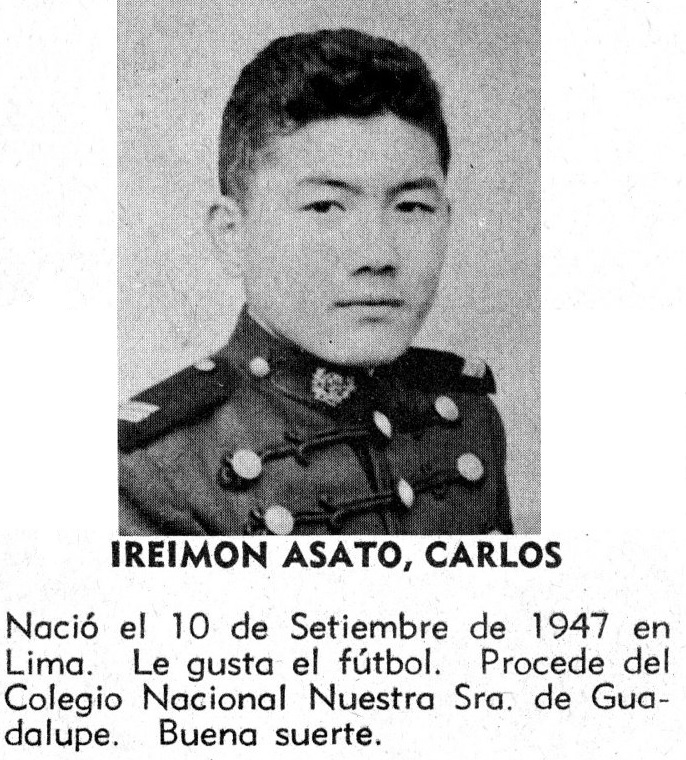 IREIMON ASATO, CARLOS
Nació el 10 de Setiembre de 1947 en
Lima. Le gusta el fútbol. Procede del
Colegio Nacional Nuestra Sra. de Gua-
dalupe. Buena suerte.